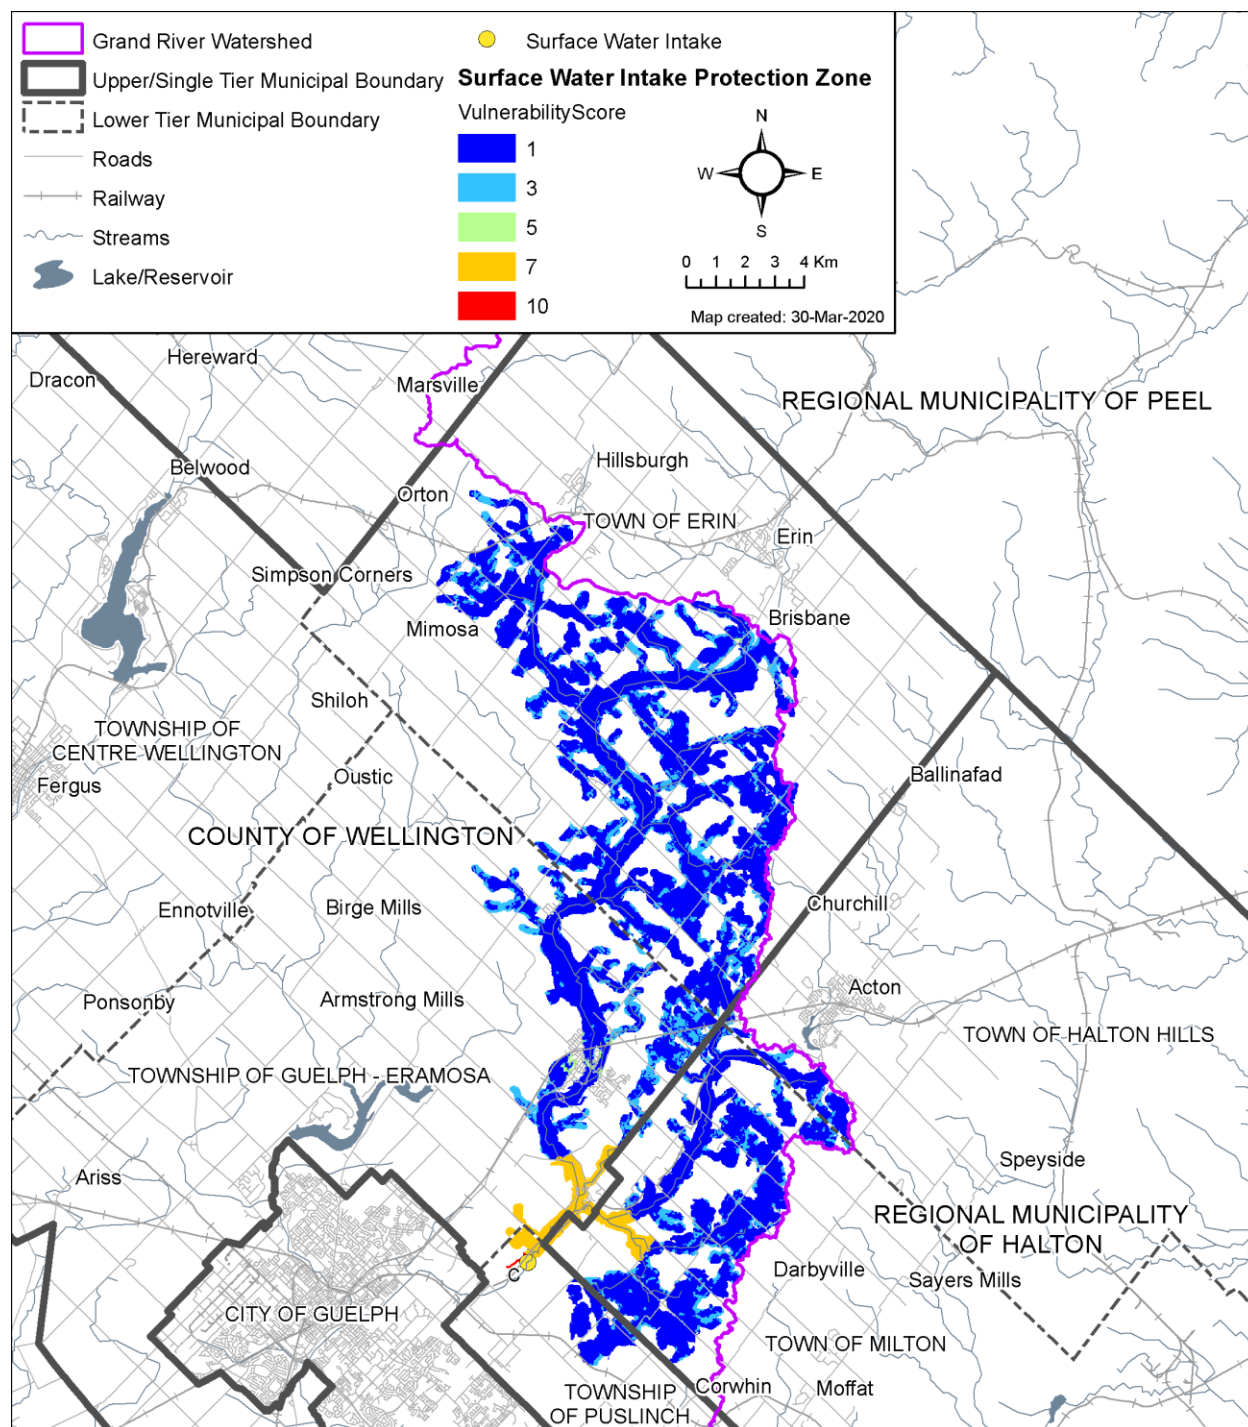 Grand River Watershed
Upper/Single Tier Municipal Boundary
Lower Tier Municipal Boundary
Roads
Railway
Streams
Lake/Reservoir
Surface Water Intake
Surface Water Intake Protection Zone
VulnerabilityScore
1
3
5
7
10
N
W E
S
0 1 2 3 4 Km
Map created: 30-Mar-2020
Hereward
Dracon
Marsville
REGIONAL MUNICIPALITY OF PEEL
Belwood
Hillsburgh
Orton
TOWN OF ERIN
Erin
Simpson Corners
Mimosa
Brisbane
Shiloh
TOWNSHIP OF
CENTRE WELLINGTON
Fergus
Oustic
Ballinafad
COUNTY OF WELLINGTON
Ennotville
Birge Mills
Churchill
Ponsonby
Armstrong Mills
Acton
TOWN OF HALTON HILLS
TOWNSHIP OF GUELPH - ERAMOSA
Ariss
Speyside
REGIONAL MUNICIPALITY
OF HALTON
C
Darbyville
Sayers Mills
CITY OF GUELPH
TOWN OF MILTON
Corwhin
Moffat
TOWNSHIP
OF PUSLINCH